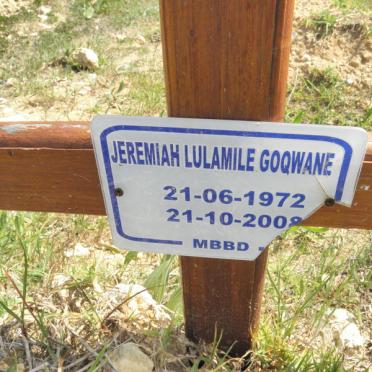 JEREMIAH LULAMILE GOQWANE
21-06-1972
21-10-2008
MBBD